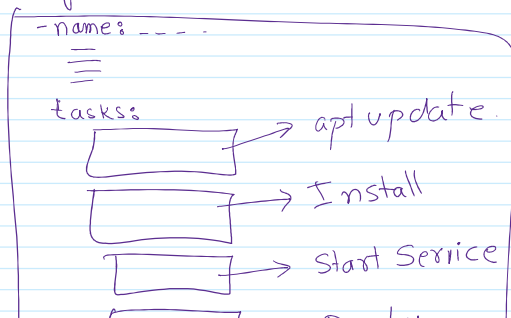 -name: - - - -
tasks:
apt update.
Install
Start Service